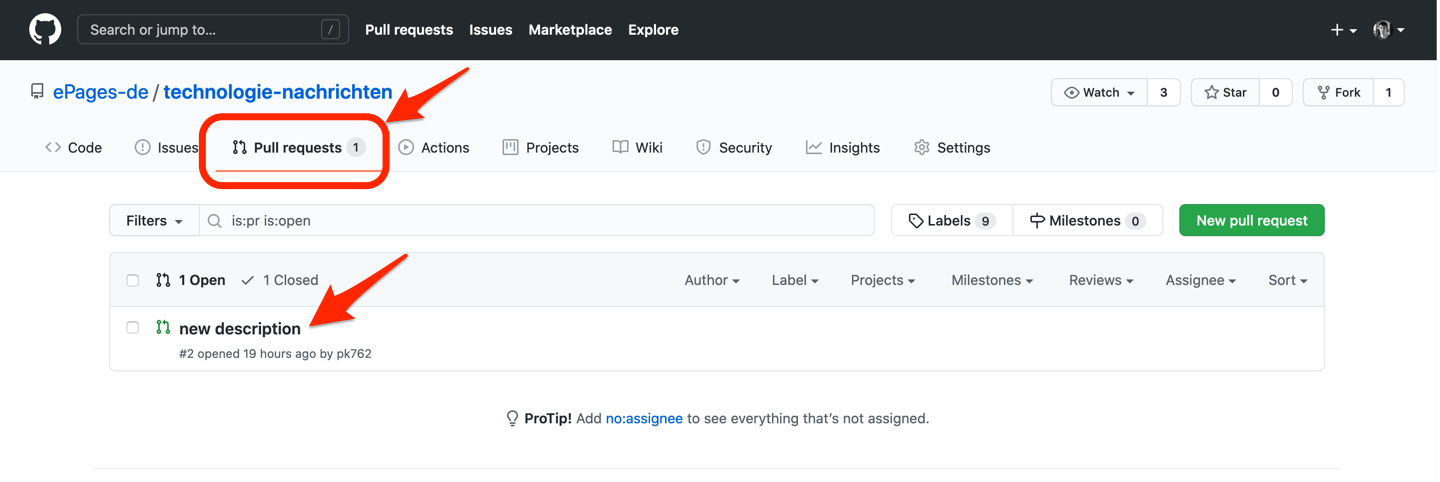 Search or jump to... / Pull requests Issues Marketplace Explore
ePages-de / technologie-nachrichten Watch 3 Star 0 Fork 1
Code Issues Pull requests 1 Actions Projects Wiki Security Insights Settings
Filters is:pr is:open Labels 9 Milestones 0 New pull request
1 Open 1 Closed Author Label Projects Milestones Reviews Assignee Sort
new description
#2 opened 19 hours ago by pk762
ProTip! Add no:assignee to see everything that's not assigned.